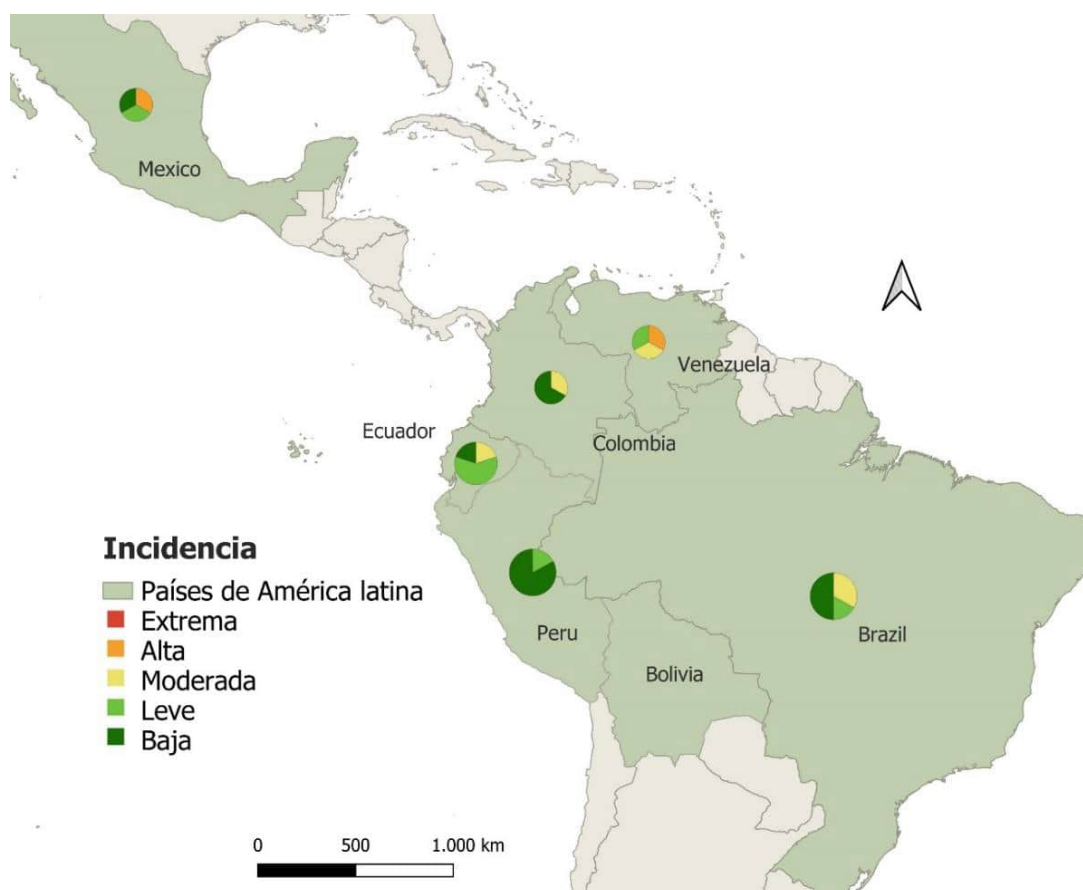 Mexico
Venezuela
Ecuador
Colombia
Incidencia
Países de América latina
Extrema
Alta
Moderada
Leve
Baja
Peru
Brazil
Bolivia
0 500 1.000 km